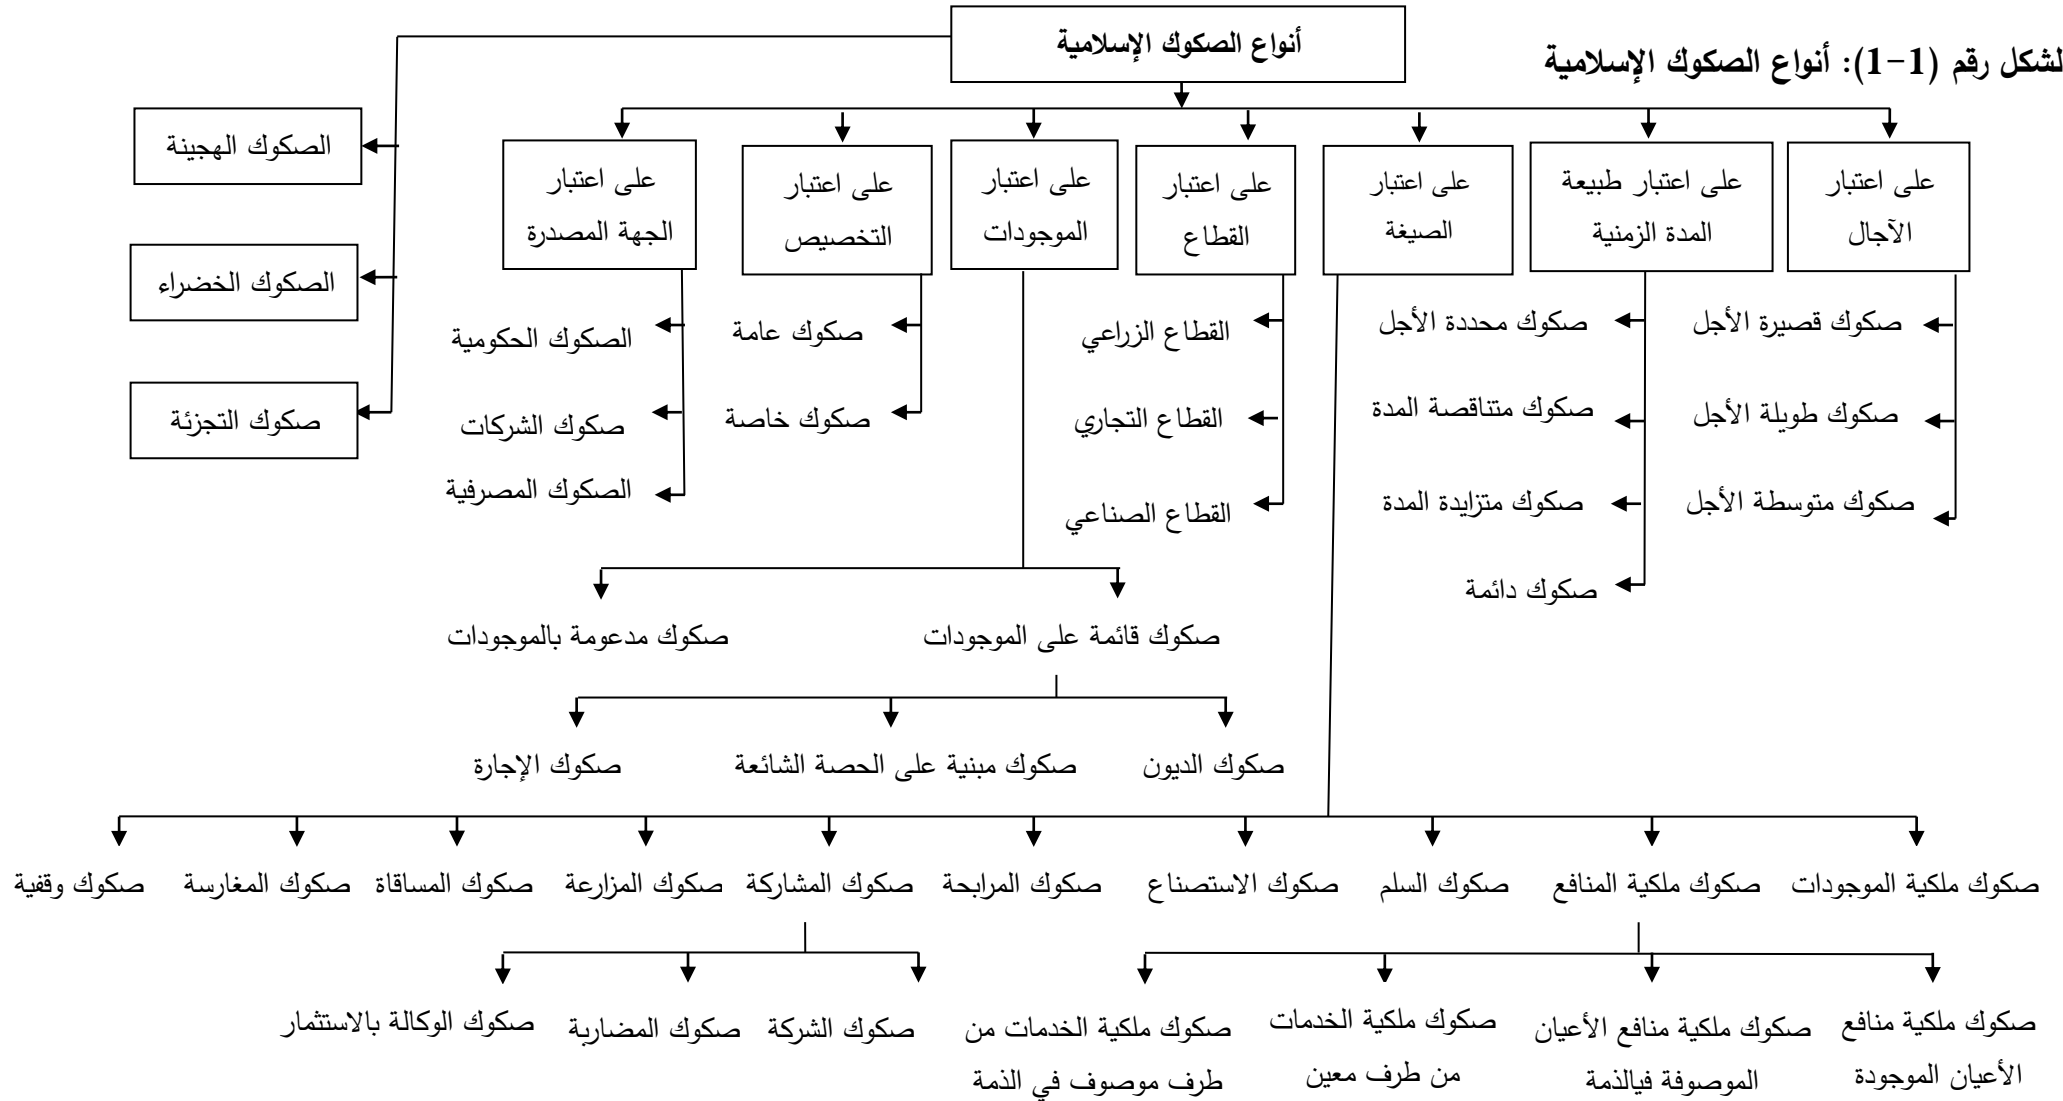 لشكل رقم (1-1): أنواع الصكوك الإسلامية
أنواع الصكوك الإسلامية
على اعتبار
الآجال
على اعتبار طبيعة
المدة الزمنية
على اعتبار
الصيغة
على اعتبار
القطاع
على اعتبار
الموجودات
على اعتبار
التخصيص
على اعتبار
الجهة المصدرة
الصكوك الهجينة
الصكوك الخضراء
صكوك التجزئة
صكوك قصيرة الأجل
صكوك طويلة الأجل
صكوك متوسطة الأجل
صكوك محددة الأجل
صكوك متناقصة المدة
صكوك متزايدة المدة
صكوك دائمة
القطاع الزراعي
القطاع التجاري
القطاع الصناعي
صكوك عامة
صكوك خاصة
الصكوك الحكومية
صكوك الشركات
الصكوك المصرفية
صكوك قائمة على الموجودات
صكوك مدعومة بالموجودات
صكوك الديون
صكوك مبنية على الحصة الشائعة
صكوك الإجارة
صكوك ملكية الموجودات
صكوك ملكية المنافع
صكوك السلم
صكوك الاستصناع
صكوك المرابحة
صكوك المشاركة
صكوك المزارعة
صكوك المساقاة
صكوك المغارسة
صكوك وقفية
صكوك ملكية منافع
الأعيان الموجودة
صكوك ملكية منافع الأعيان
الموصوفة فيالذمة
صكوك ملكية الخدمات
من طرف معين
صكوك ملكية الخدمات من
طرف موصوف في الذمة
صكوك الشركة
صكوك المضاربة
صكوك الوكالة بالاستثمار